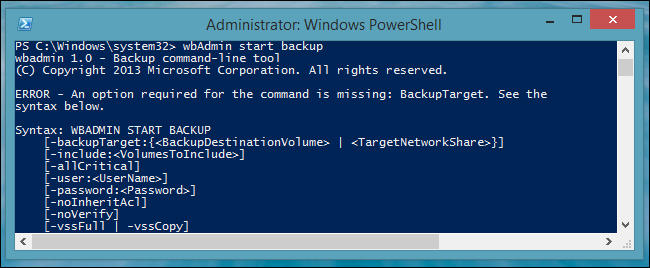 Administrator: Windows PowerShell
PS C:\Windows\system32> wbAdmin start backup
wbadmin 1.0 - Backup command-line tool
(C) Copyright 2013 Microsoft Corporation. All rights reserved.
ERROR - An option required for the command is missing: BackupTarget. See the
syntax below.
Syntax: WBADMIN START BACKUP
[-backupTarget:{<BackupDestinationVolume> | <TargetNetworkShare>}]
[-include:<VolumesToInclude>]
[-allCritical]
[-user:<UserName>]
[-password:<Password>]
[-noInheritAcl]
[-noVerify]
[-vssFull | -vssCopy]